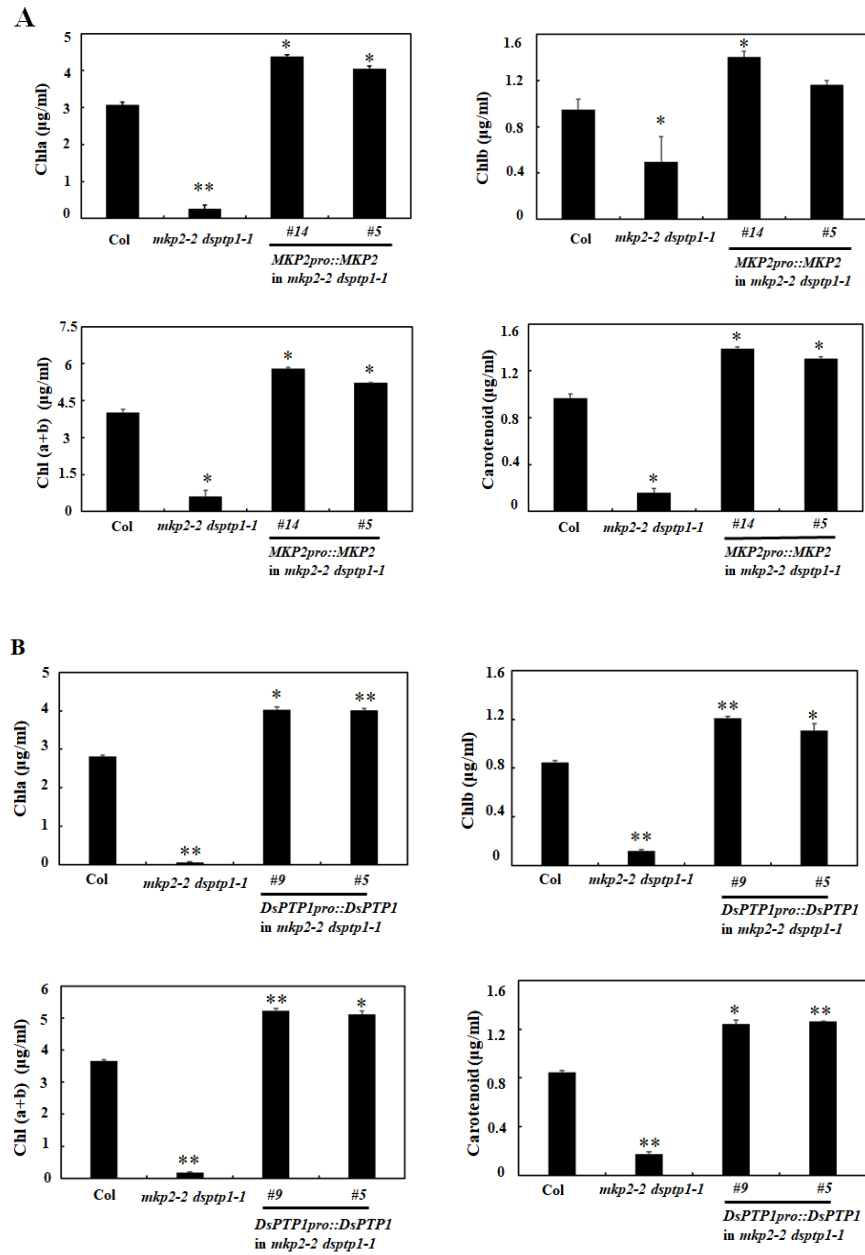 A
Chla (μg/ml)
5
4
3
2
1
0
*
*
**
Col
mkp2-2 dsptp1-1
#14
#5
MKP2pro::MKP2
in mkp2-2 dsptp1-1
Chlb (μg/ml)
1.6
1.2
0.8
0.4
0
*
*
Col
mkp2-2 dsptp1-1
#14
#5
MKP2pro::MKP2
in mkp2-2 dsptp1-1
Chl (a+b) (μg/ml)
7.5
6
4.5
3
1.5
0
*
*
*
Col
mkp2-2 dsptp1-1
#14
#5
MKP2pro::MKP2
in mkp2-2 dsptp1-1
Carotenoid (μg/ml)
1.6
1.2
0.8
0.4
0
*
*
*
Col
mkp2-2 dsptp1-1
#14
#5
MKP2pro::MKP2
in mkp2-2 dsptp1-1
B
Chla (μg/ml)
5
4
3
2
1
0
*
**
**
Col
mkp2-2 dsptp1-1
#9
#5
DsPTP1pro::DsPTP1
in mkp2-2 dsptp1-1
Chlb (μg/ml)
1.6
1.2
0.8
0.4
0
**
*
**
Col
mkp2-2 dsptp1-1
#9
#5
DsPTP1pro::DsPTP1
in mkp2-2 dsptp1-1
Chl (a+b) (μg/ml)
6
5
4
3
2
1
0
**
*
**
Col
mkp2-2 dsptp1-1
#9
#5
DsPTP1pro::DsPTP1
in mkp2-2 dsptp1-1
Carotenoid (μg/ml)
1.6
1.2
0.8
0.4
0
*
**
**
Col
mkp2-2 dsptp1-1
#9
#5
DsPTP1pro::DsPTP1
in mkp2-2 dsptp1-1